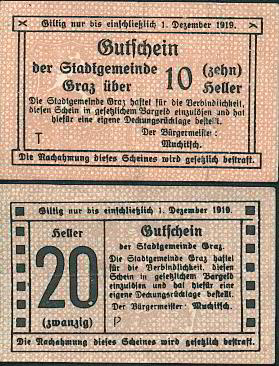 Giltig nur bis einschließlich 1. Dezember 1919.
Gutschein
der Stadtgemeinde
Graz über
10
(zehn)
Heller
Die Stadtgemeinde Graz haftet für die Verbindlichkeit,
diesen Schein in gesetzlichem Bargeld einzulösen und hat
hiefür eine eigene Deckungsrücklage bestellt.
T
Der Bürgermeister:
Muchitsch.
Die Nachahmung dieses Scheines wird gesetzlich bestraft.
Giltig nur bis einschließlich 1. Dezember 1919.
Heller
20
(zwanzig)
Gutschein
der Stadtgemeinde Graz.
Die Stadtgemeinde Graz haftet
für die Verbindlichkeit, diesen
Schein in gesetzlichem Bargeld
einzulösen und hat hiefür eine
eigene Deckungsrücklage bestellt.
Der Bürgermeister: Muchitsch.
P
Die Nachahmung dieses Scheines wird gesetzlich bestraft.